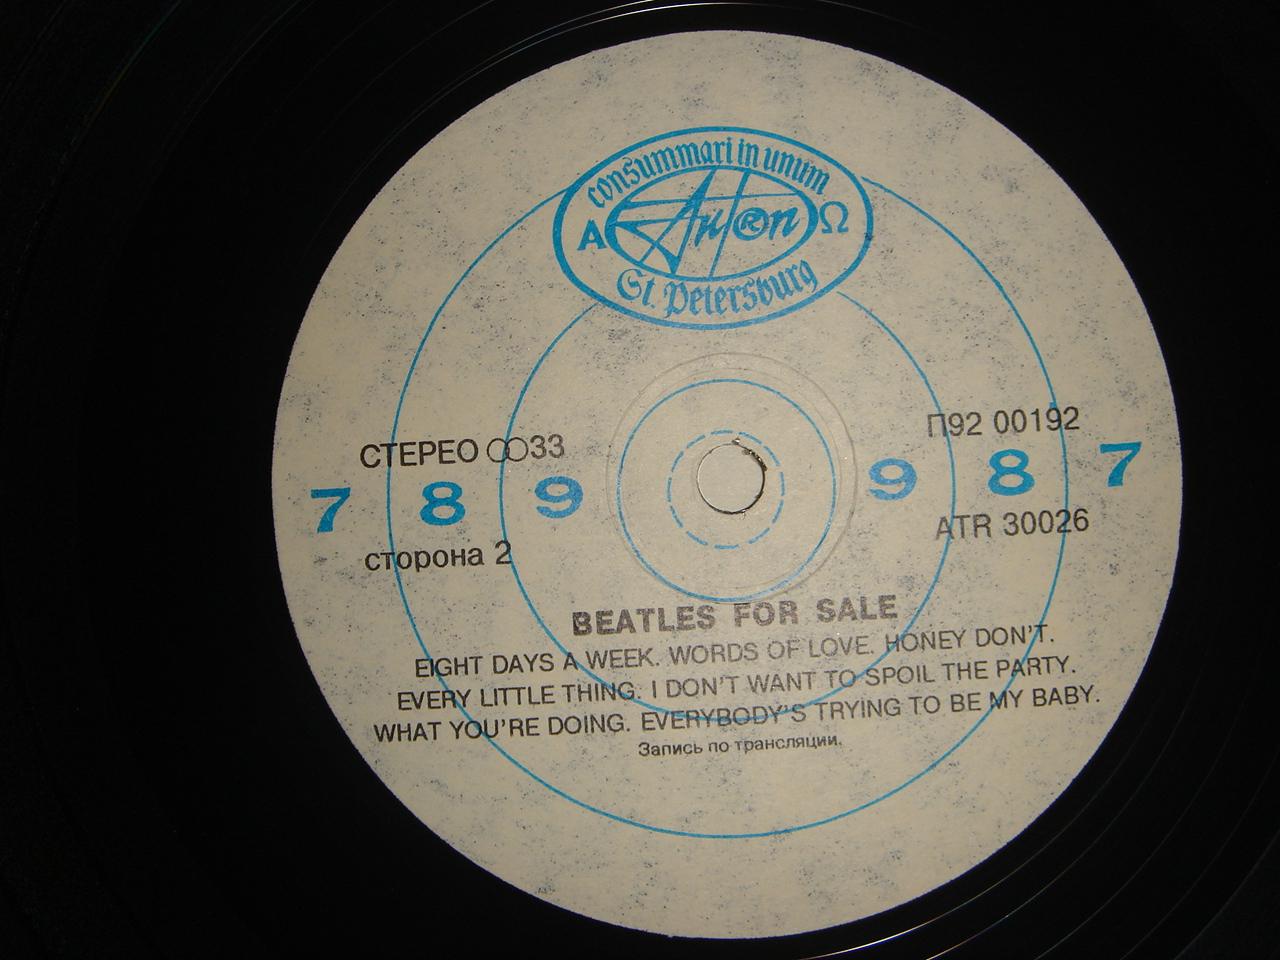 consummari in unum
А Антроп Ω
St. Petersburg
СТЕРЕО 33
П92 00192
7 8 9 9 8 7
сторона 2
ATR 30026
BEATLES FOR SALE
EIGHT DAYS A WEEK. WORDS OF LOVE. HONEY DON'T.
EVERY LITTLE THING. I DON'T WANT TO SPOIL THE PARTY.
WHAT YOU'RE DOING. EVERYBODY'S TRYING TO BE MY BABY.
Запись по трансляции.